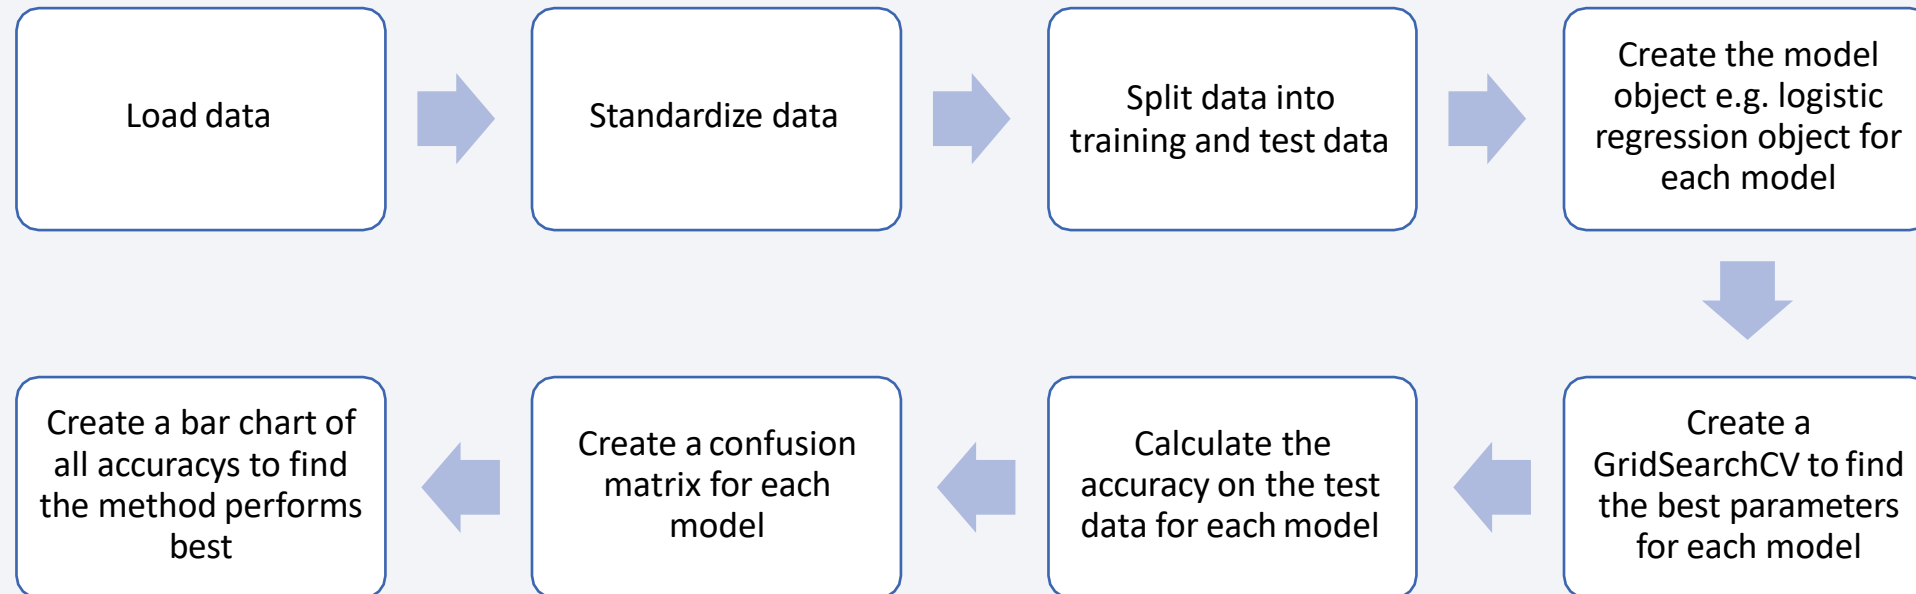 Load data
Standardize data
Split data into
training and test data
Create the model
object e.g. logistic
regression object for
each model
Create a
GridSearchCV to find
the best parameters
for each model
Calculate the
accuracy on the test
data for each model
Create a confusion
matrix for each
model
Create a bar chart of
all accuracys to find
the method performs
best